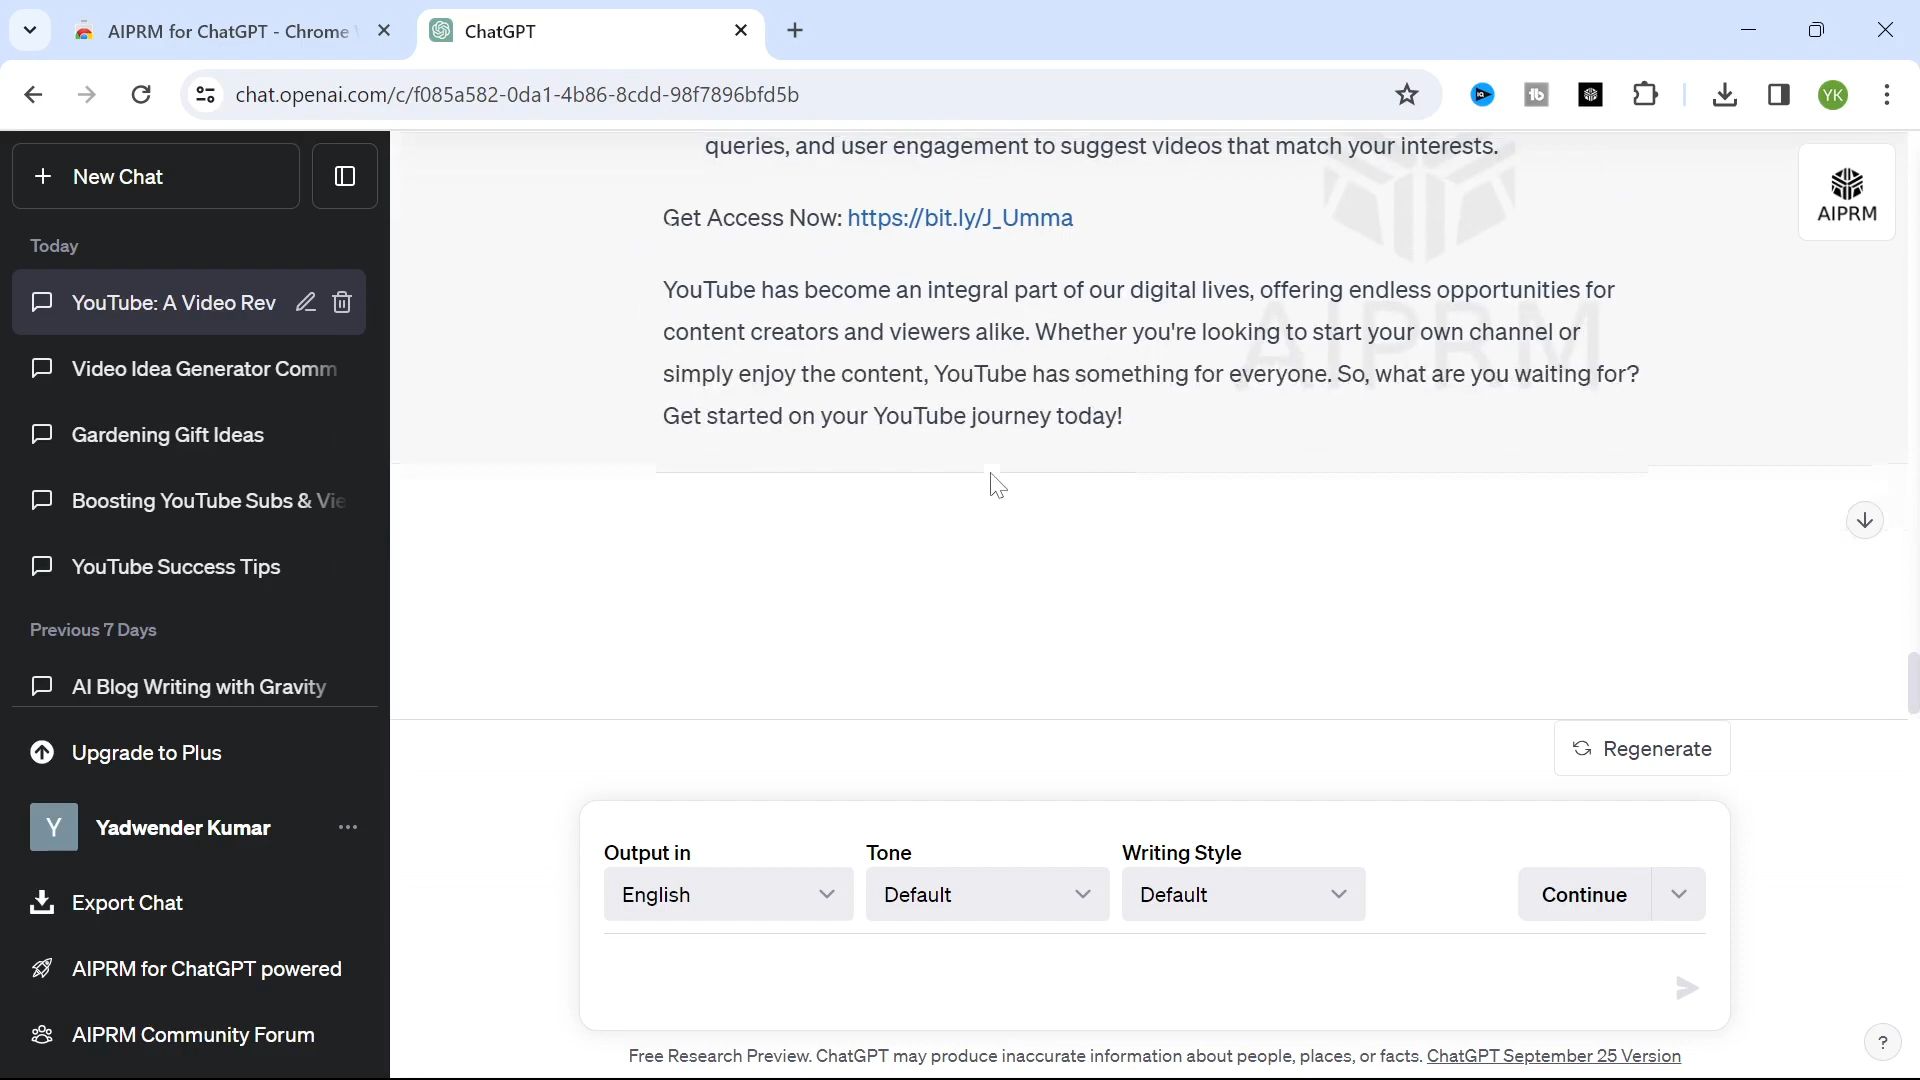 AIPRM for ChatGPT - Chrome
ChatGPT
chat.openai.com/c/f085a582-0da1-4b86-8cdd-98f7896bfd5b
YK
New Chat
Today
YouTube: A Video Rev
Video Idea Generator Comm
Gardening Gift Ideas
Boosting YouTube Subs & Vie
YouTube Success Tips
Previous 7 Days
AI Blog Writing with Gravity
Upgrade to Plus
Y
Yadwender Kumar
Export Chat
AIPRM for ChatGPT powered
AIPRM Community Forum
queries, and user engagement to suggest videos that match your interests.
AIPRM
Get Access Now: https://bit.ly/J_Umma
YouTube has become an integral part of our digital lives, offering endless opportunities for
content creators and viewers alike. Whether you're looking to start your own channel or
simply enjoy the content, YouTube has something for everyone. So, what are you waiting for?
Get started on your YouTube journey today!
AIPRM
Regenerate
Output in
Tone
Writing Style
English
Default
Default
Continue
Free Research Preview. ChatGPT may produce inaccurate information about people, places, or facts. ChatGPT September 25 Version
?